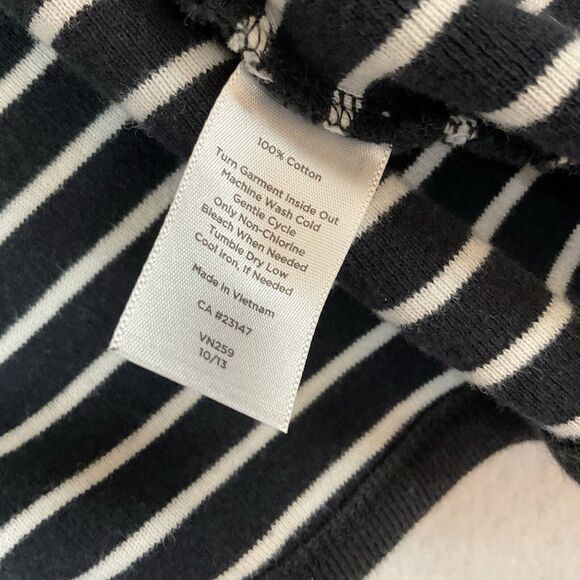 100% Cotton
Turn Garment Inside Out
Machine Wash Cold
Gentle Cycle
Only Non-Chlorine
Bleach When Needed
Tumble Dry Low
Cool Iron, If Needed
Made in Vietnam
CA #23147
VN259
10/13